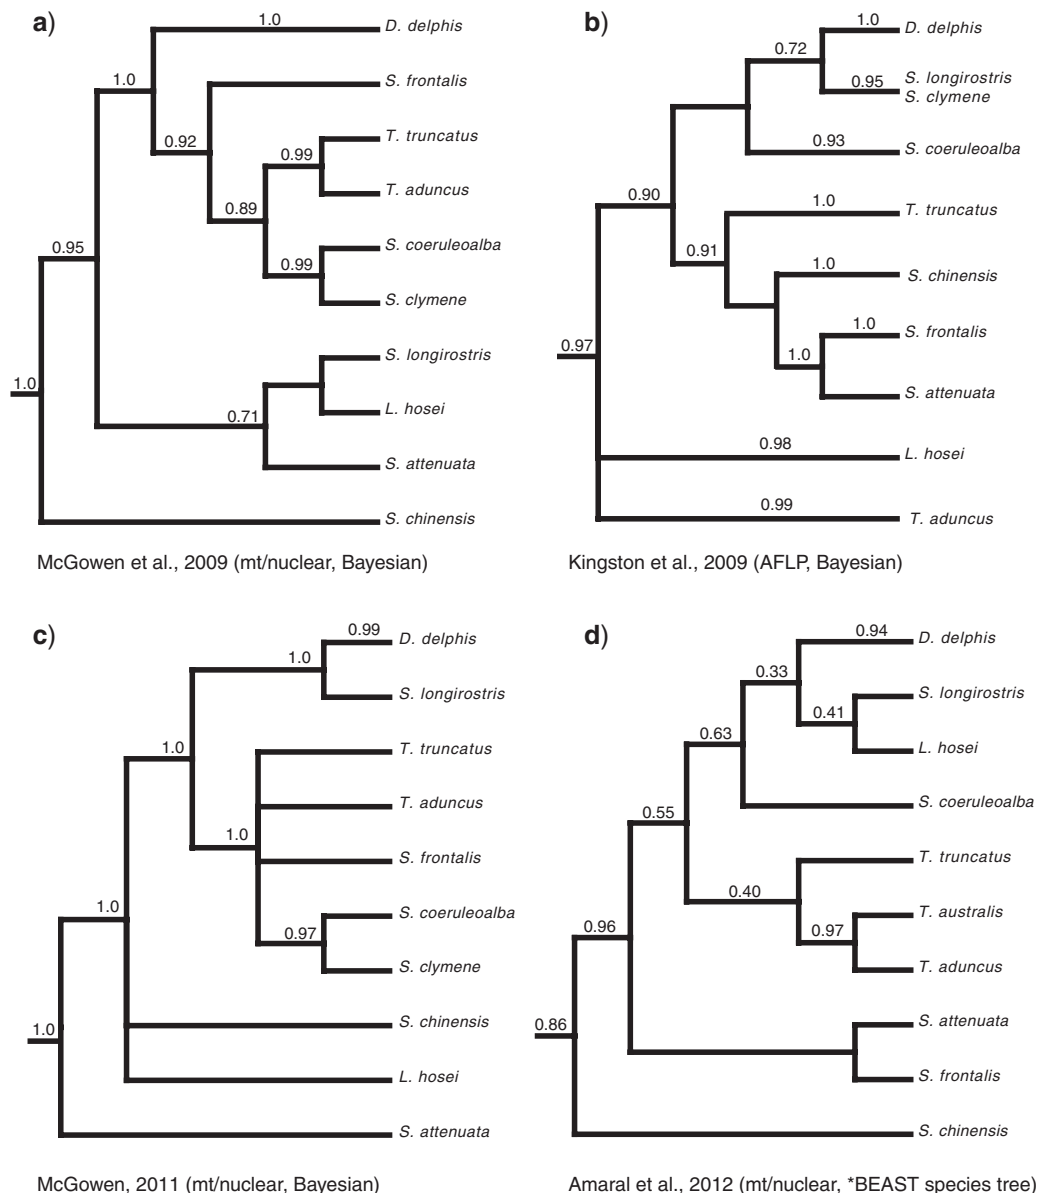 a)
1.0
D. delphis
S. frontalis
1.0
0.92
T. truncatus
0.99
T. aduncus
0.89
S. coeruleoalba
0.99
S. clymene
0.95
S. longirostris
L. hosei
0.71
S. attenuata
1.0
S. chinensis
McGowen et al., 2009 (mt/nuclear, Bayesian)
b)
1.0
D. delphis
0.72
0.95
S. longirostris
S. clymene
0.93
S. coeruleoalba
0.90
1.0
T. truncatus
0.91
1.0
S. chinensis
1.0
S. frontalis
1.0
S. attenuata
0.97
0.98
L. hosei
0.99
T. aduncus
Kingston et al., 2009 (AFLP, Bayesian)
c)
0.99
D. delphis
1.0
S. longirostris
1.0
T. truncatus
T. aduncus
1.0
S. frontalis
S. coeruleoalba
0.97
S. clymene
1.0
S. chinensis
L. hosei
1.0
S. attenuata
McGowen, 2011 (mt/nuclear, Bayesian)
d)
0.94
D. delphis
0.33
S. longirostris
0.41
L. hosei
0.63
S. coeruleoalba
0.55
T. truncatus
0.40
T. australis
0.97
T. aduncus
0.96
S. attenuata
S. frontalis
0.86
S. chinensis
Amaral et al., 2012 (mt/nuclear, *BEAST species tree)